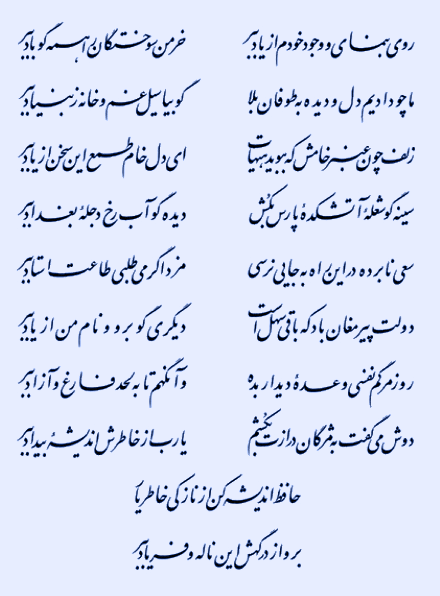 روی بنمای و وجود خودم از یاد ببر خرمن سوختگان را همه گو باد ببر
ما چو دادیم دل و دیده به طوفان بلا گو بیا سیل غم و خانه ز بنیاد ببر
زلف چون عنبر خامش که ببوید هیهات ای دل خام طمع این سخن از یاد ببر
سینه گو شعلهٔ آتشکدهٔ پارس بکش دیده گو آب رخ دجلهٔ بغداد ببر
سعی نابرده در این راه به جایی نرسی مزد اگر می طلبی طاعت استاد ببر
دولت پیر مغان باد که باقی سهل است دیگری گو برو و نام من از یاد ببر
روز مرگم نفسی وعدهٔ دیدار بده وآنگهم تا به لحد فارغ و آزاد ببر
دوش می گفت به مژگان درازت بکشم یا رب از خاطرش اندیشهٔ بیداد ببر
حافظ اندیشه کن از نازکی خاطر یار
برو از درگهش این ناله و فریاد ببر